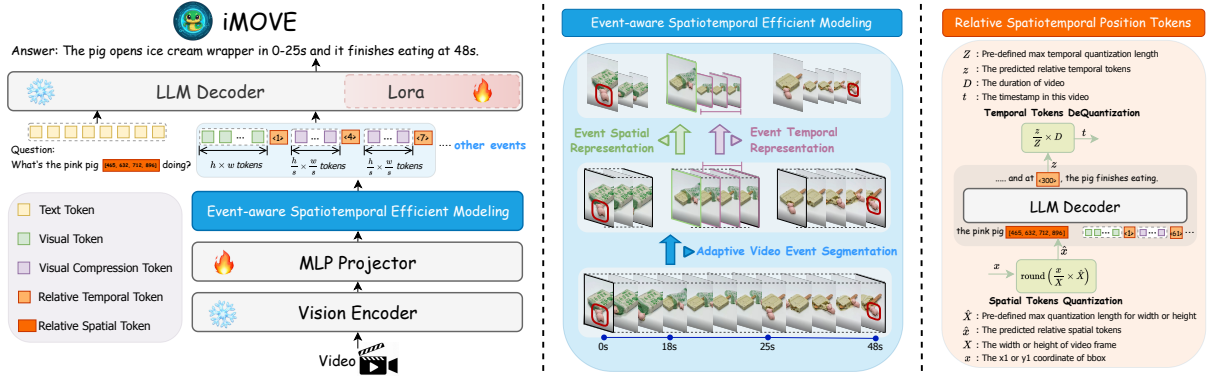 iMOVE
Answer: The pig opens ice cream wrapper in 0-25s and it finishes eating at 48s.
LLM Decoder
Lora
Question:
What's the pink pig [465, 632, 712, 896] doing?
... <1> ... <4> ... <7> .... other events
h × w tokens
h/s × w/s tokens
h/s × w/s tokens
Text Token
Visual Token
Visual Compression Token
Relative Temporal Token
Relative Spatial Token
Event-aware Spatiotemporal Efficient Modeling
MLP Projector
Vision Encoder
Video
Event-aware Spatiotemporal Efficient Modeling
Event Spatial
Representation
Event Temporal
Representation
Adaptive Video Event Segmentation
0s 18s 25s 48s
Relative Spatiotemporal Position Tokens
Z : Pre-defined max temporal quantization length
z : The predicted relative temporal tokens
D : The duration of video
t : The timestamp in this video
Temporal Tokens DeQuantization
z/Z × D
t
z
..... and at <300>, the pig finishes eating.
LLM Decoder
the pink pig [465, 632, 712, 896] ... <1> ... <61> ...
x̂
x
round (x/X × X̂)
Spatial Tokens Quantization
X̂ : Pre-defined max quantization length for width or height
x̂ : The predicted relative spatial tokens
X : The width or height of video frame
x : The x1 or y1 coordinate of bbox